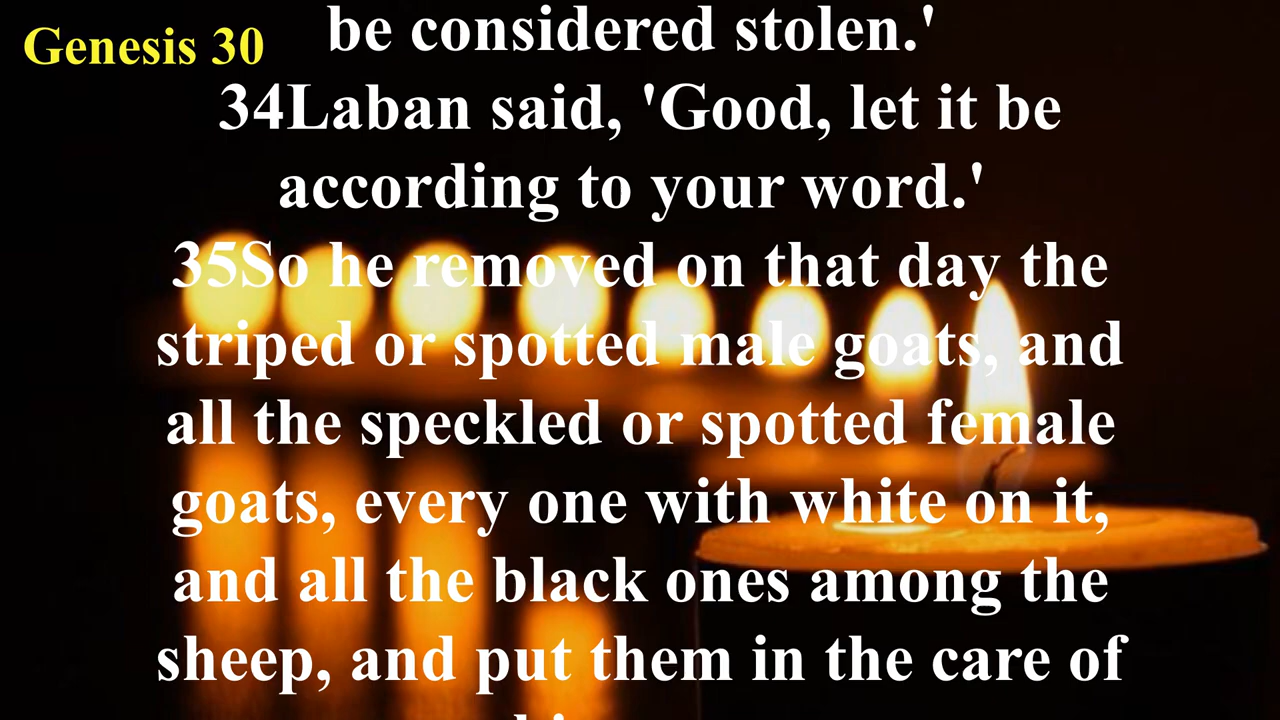 Genesis 30
be considered stolen.'
34Laban said, 'Good, let it be
according to your word.'
35So he removed on that day the
striped or spotted male goats, and
all the speckled or spotted female
goats, every one with white on it,
and all the black ones among the
sheep, and put them in the care of